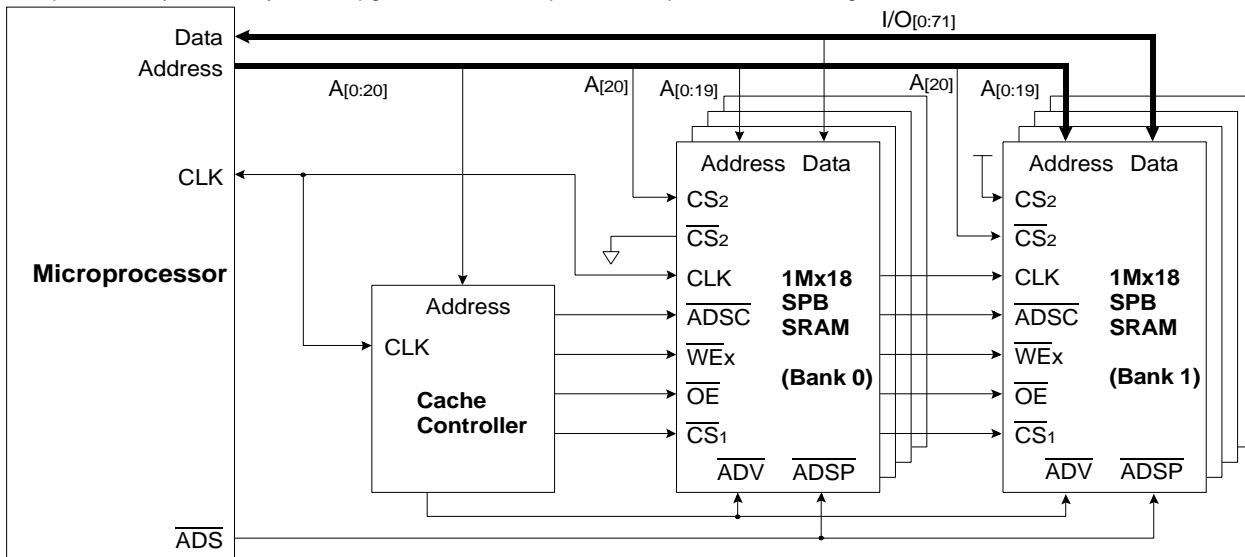 I/O[0:71]
Data
Address
A[0:20]
A[20]
A[0:19]
A[20]
A[0:19]
CLK
Microprocessor
ADS
Address
CLK
Cache
Controller
Address Data
CS2
CS2
CLK
ADSC
WEx
OE
CS1
ADV ADSP
1Mx18
SPB
SRAM
(Bank 0)
Address Data
CS2
CS2
CLK
ADSC
WEx
OE
CS1
ADV ADSP
1Mx18
SPB
SRAM
(Bank 1)